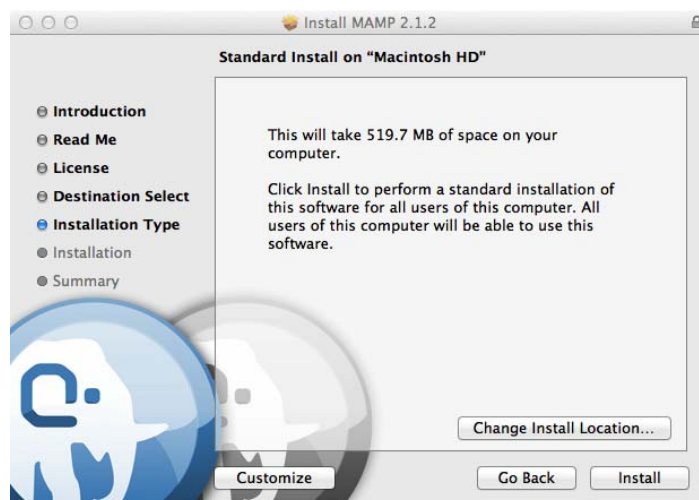 Install MAMP 2.1.2
Standard Install on “Macintosh HD”
Introduction
Read Me
License
Destination Select
Installation Type
Installation
Summary
This will take 519.7 MB of space on your
computer.
Click Install to perform a standard installation of
this software for all users of this computer. All
users of this computer will be able to use this
software.
Change Install Location...
Customize
Go Back
Install